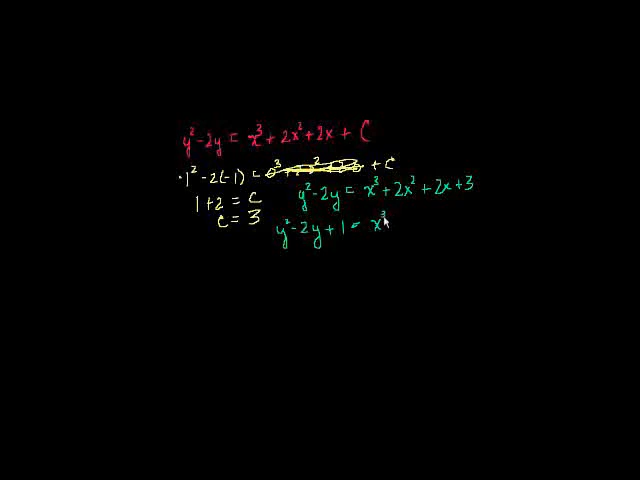 y² - 2y = x³ + 2x² + 2x + C
-1² - 2(-1) = + C
1 + 2 = C
y² - 2y = x³ + 2x² + 2x + 3
C = 3
y² - 2y + 1 = x³